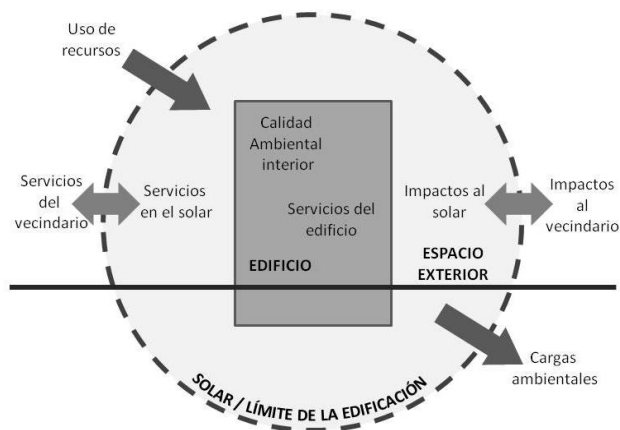 Uso de
recursos
Calidad
Ambiental
interior
Servicios
del
vecindario
Servicios
en el solar
Servicios del
edificio
Impactos al
solar
Impactos
al
vecindario
EDIFICIO
ESPACIO
EXTERIOR
Cargas
ambientales
SOLAR / LÍMITE DE LA EDIFICACIÓN